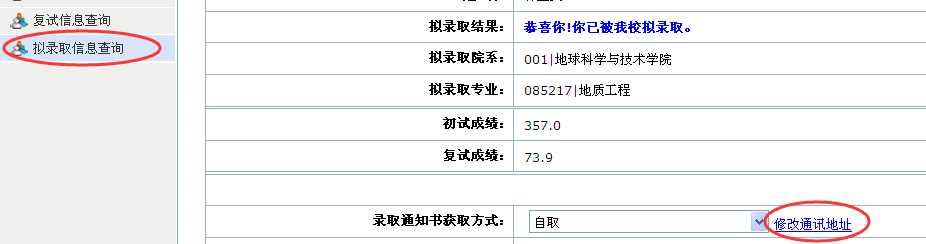 复试信息查询
拟录取信息查询
拟录取结果: 恭喜你!你已被我校拟录取。
拟录取院系: 001|地球科学与技术学院
拟录取专业: 085217|地质工程
初试成绩: 357.0
复试成绩: 73.9
录取通知书获取方式: 自取 修改通讯地址